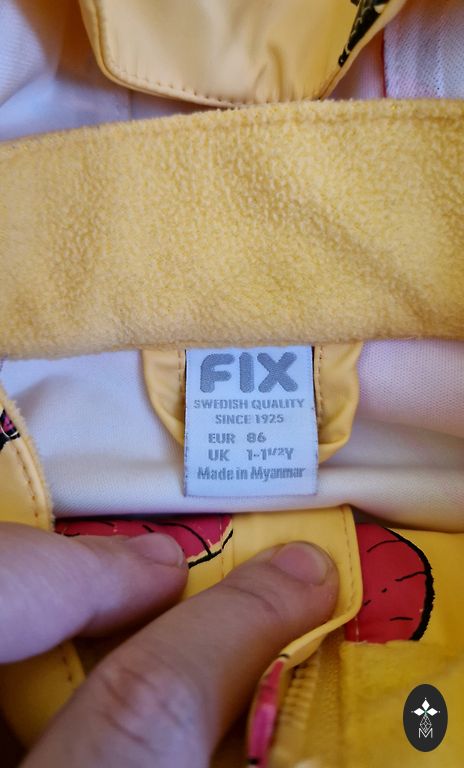 FIX
SWEDISH QUALITY
SINCE 1925
EUR 86
UK 1-1½Y
Made in Myanmar
M